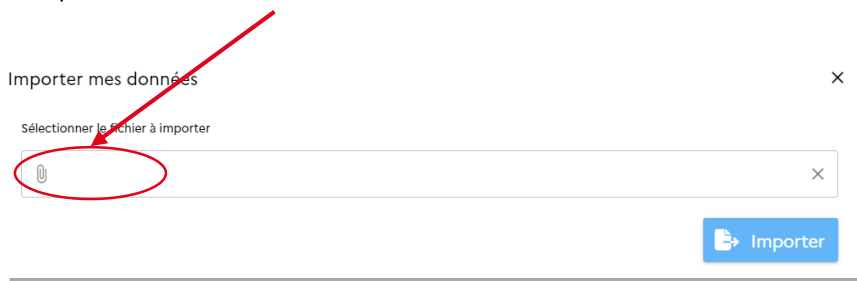 Importer mes données
Sélectionner le fichier à importer
Importer